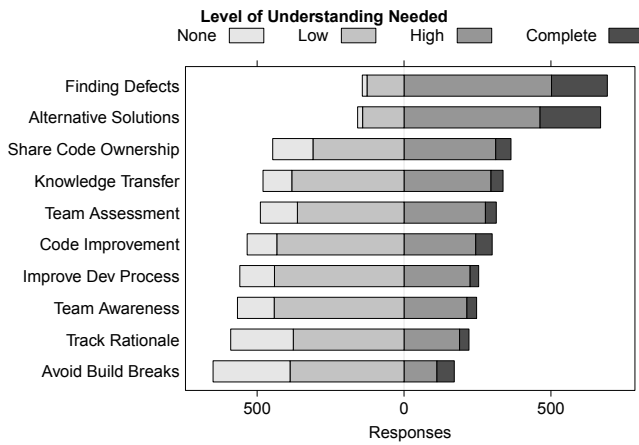 Level of Understanding Needed
None Low High Complete
Finding Defects
Alternative Solutions
Share Code Ownership
Knowledge Transfer
Team Assessment
Code Improvement
Improve Dev Process
Team Awareness
Track Rationale
Avoid Build Breaks
500 0 500
Responses